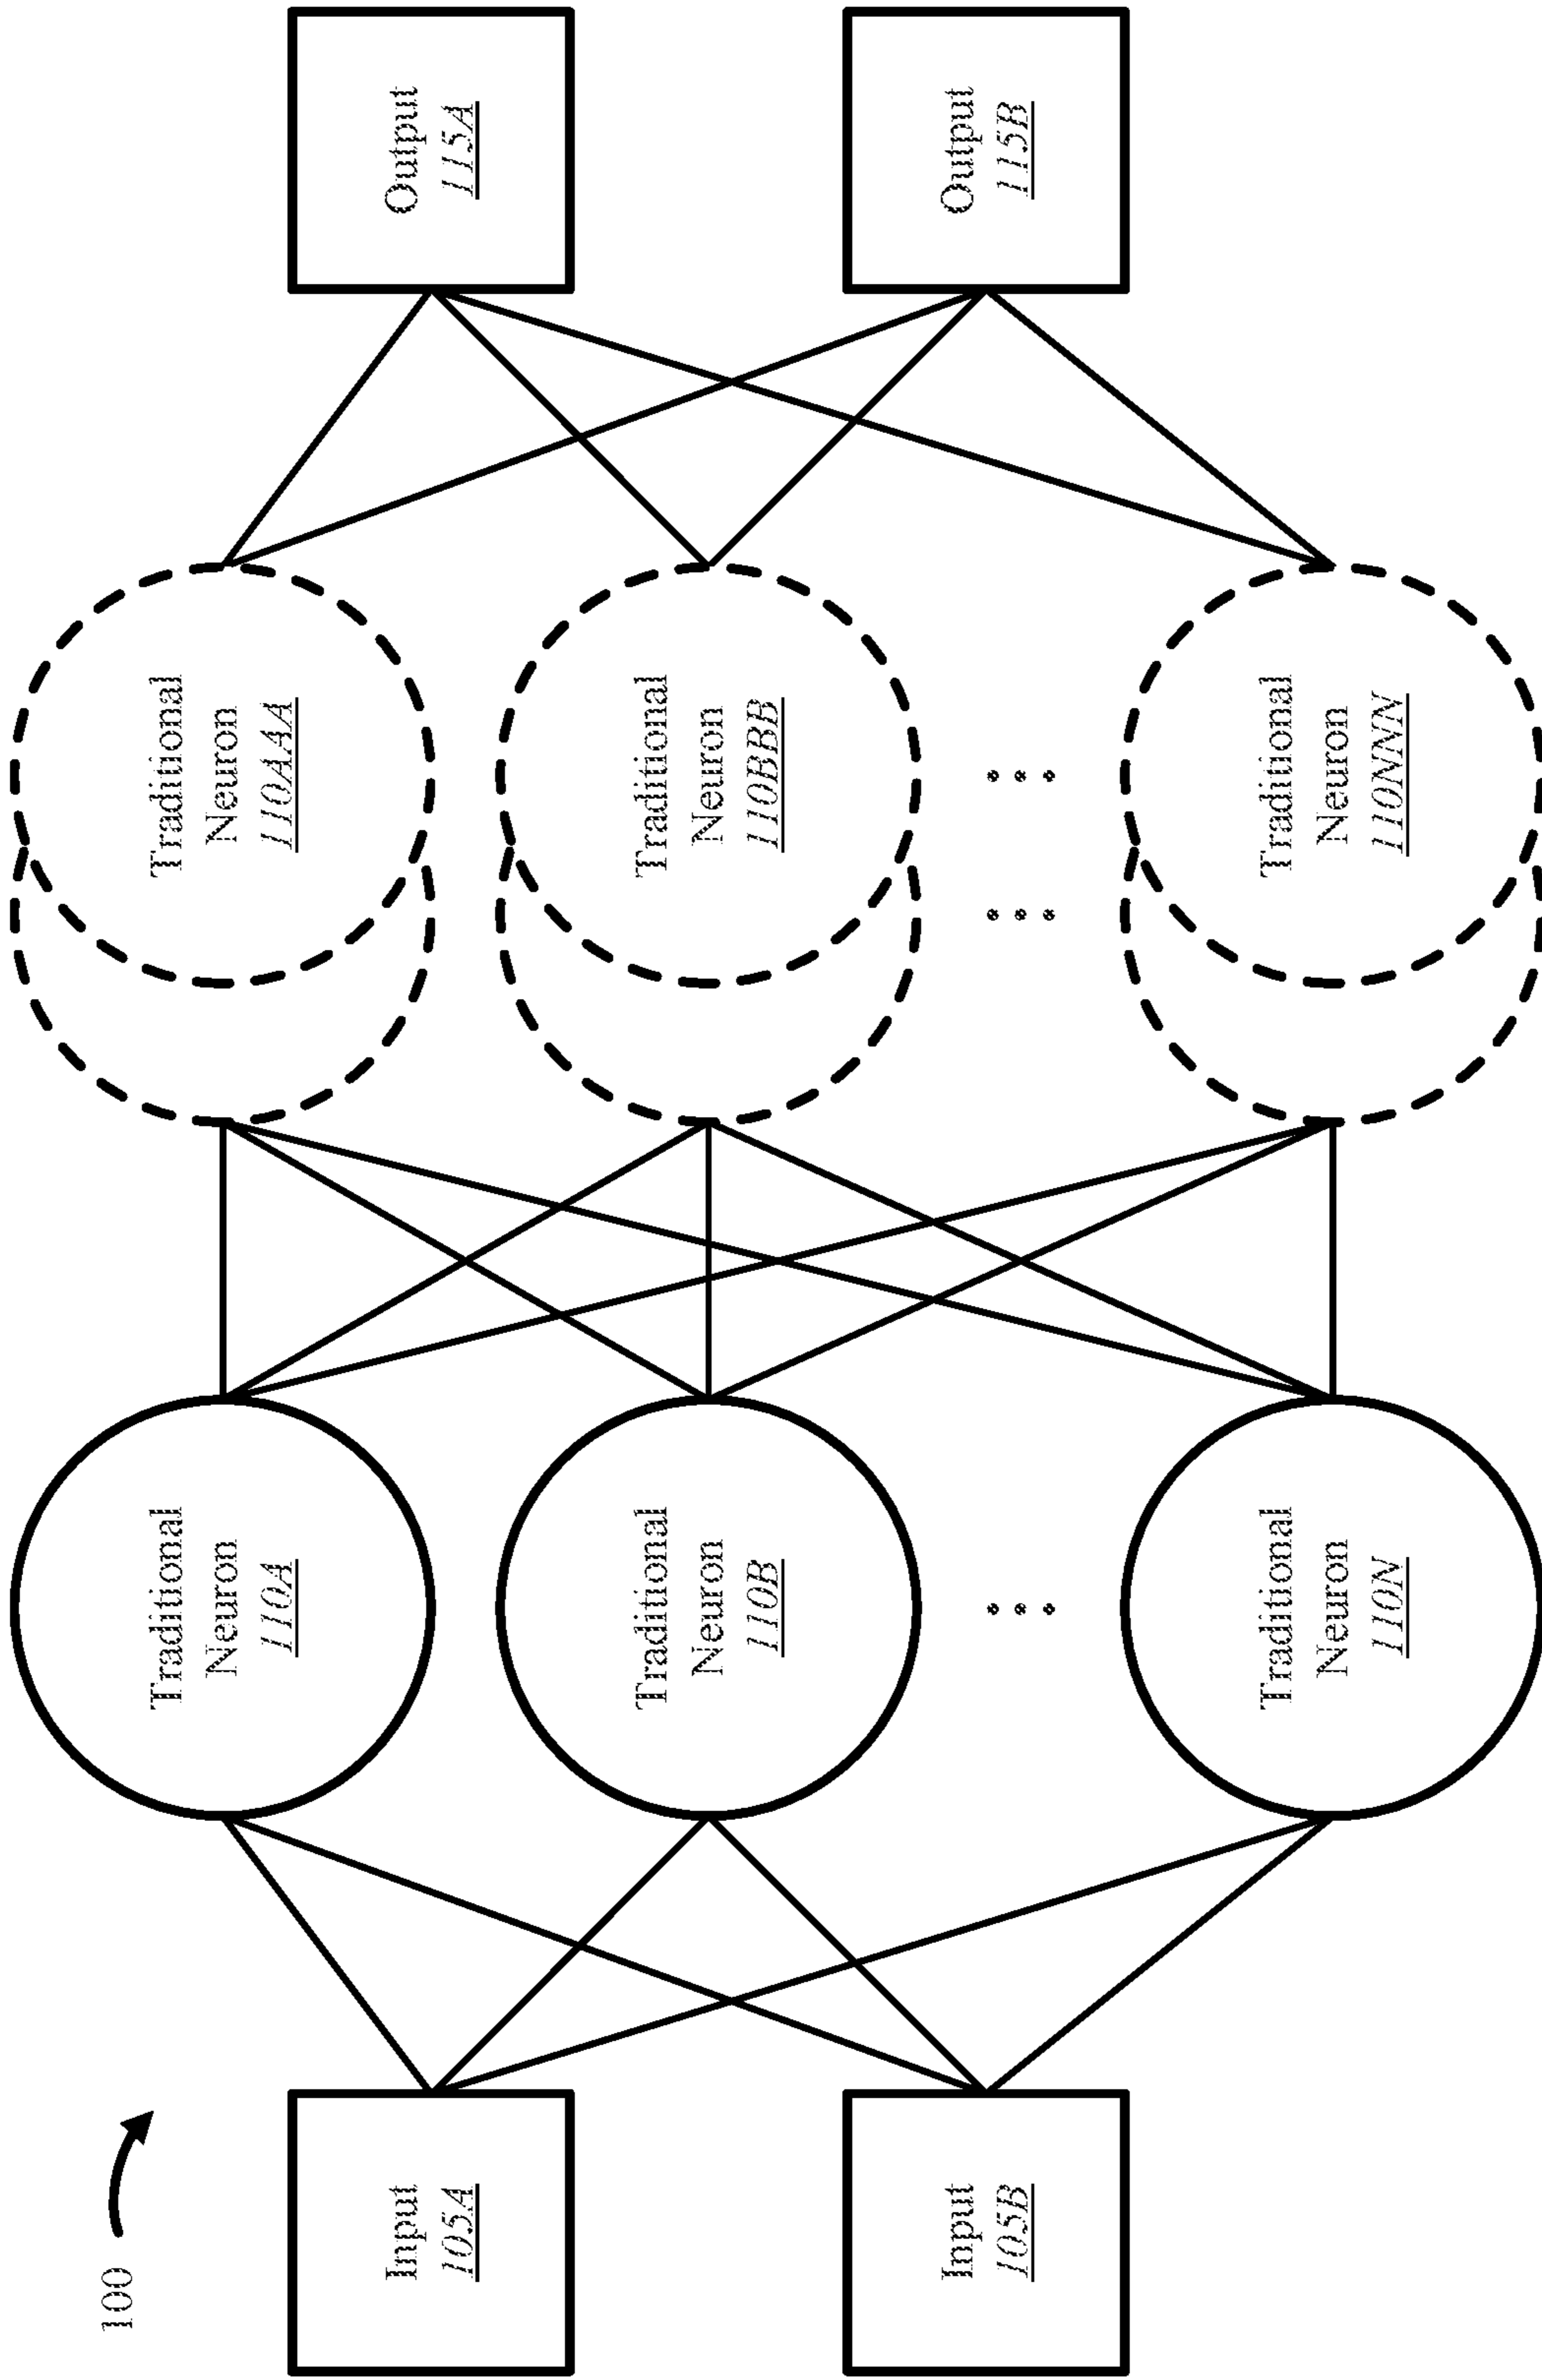 100
Input
105A
Input
105B
Traditional
Neuron
110A
Traditional
Neuron
110B
Traditional
Neuron
110N
Traditional
Neuron
110AAA
Traditional
Neuron
110BBB
Traditional
Neuron
110NNN
Output
115A
Output
115B